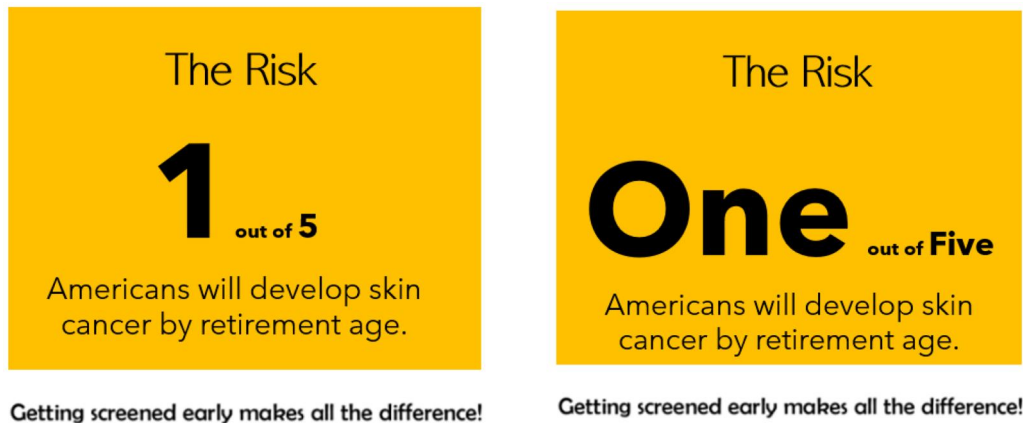 The Risk
1 out of 5
Americans will develop skin
cancer by retirement age.
Getting screened early makes all the difference!
The Risk
One out of Five
Americans will develop skin
cancer by retirement age.
Getting screened early makes all the difference!